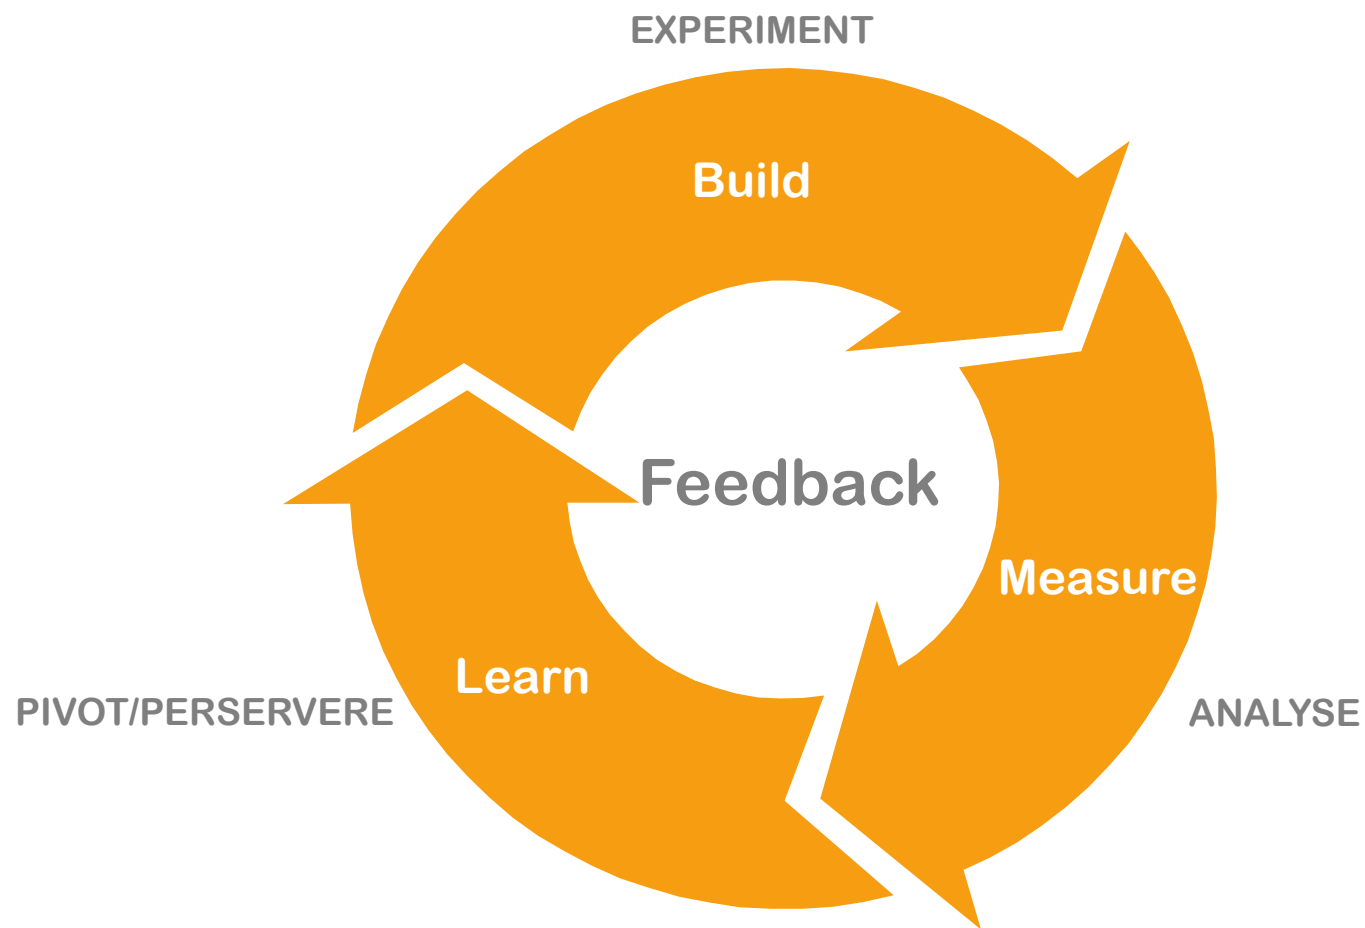 EXPERIMENT
Build
Feedback
Measure
Learn
PIVOT/PERSERVERE
ANALYSE